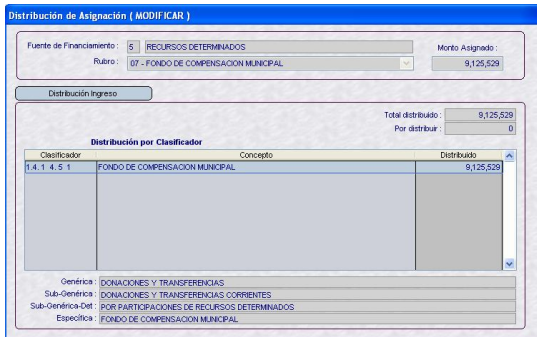 Distribución de Asignación ( MODIFICAR )
Fuente de Financiamiento : 5 RECURSOS DETERMINADOS Monto Asignado :
Rubro : 07 - FONDO DE COMPENSACION MUNICIPAL 9,125,529
Distribución Ingreso
Total distribuido : 9,125,529
Por distribuir : 0
Distribución por Clasificador
Clasificador Concepto Distribuido
1.4. 1 4. 5 1 FONDO DE COMPENSACION MUNICIPAL 9,125,529
Genérica : DONACIONES Y TRANSFERENCIAS
Sub-Genérica : DONACIONES Y TRANSFERENCIAS CORRIENTES
Sub-Genérica-Det : POR PARTICIPACIONES DE RECURSOS DETERMINADOS
Específica : FONDO DE COMPENSACION MUNICIPAL